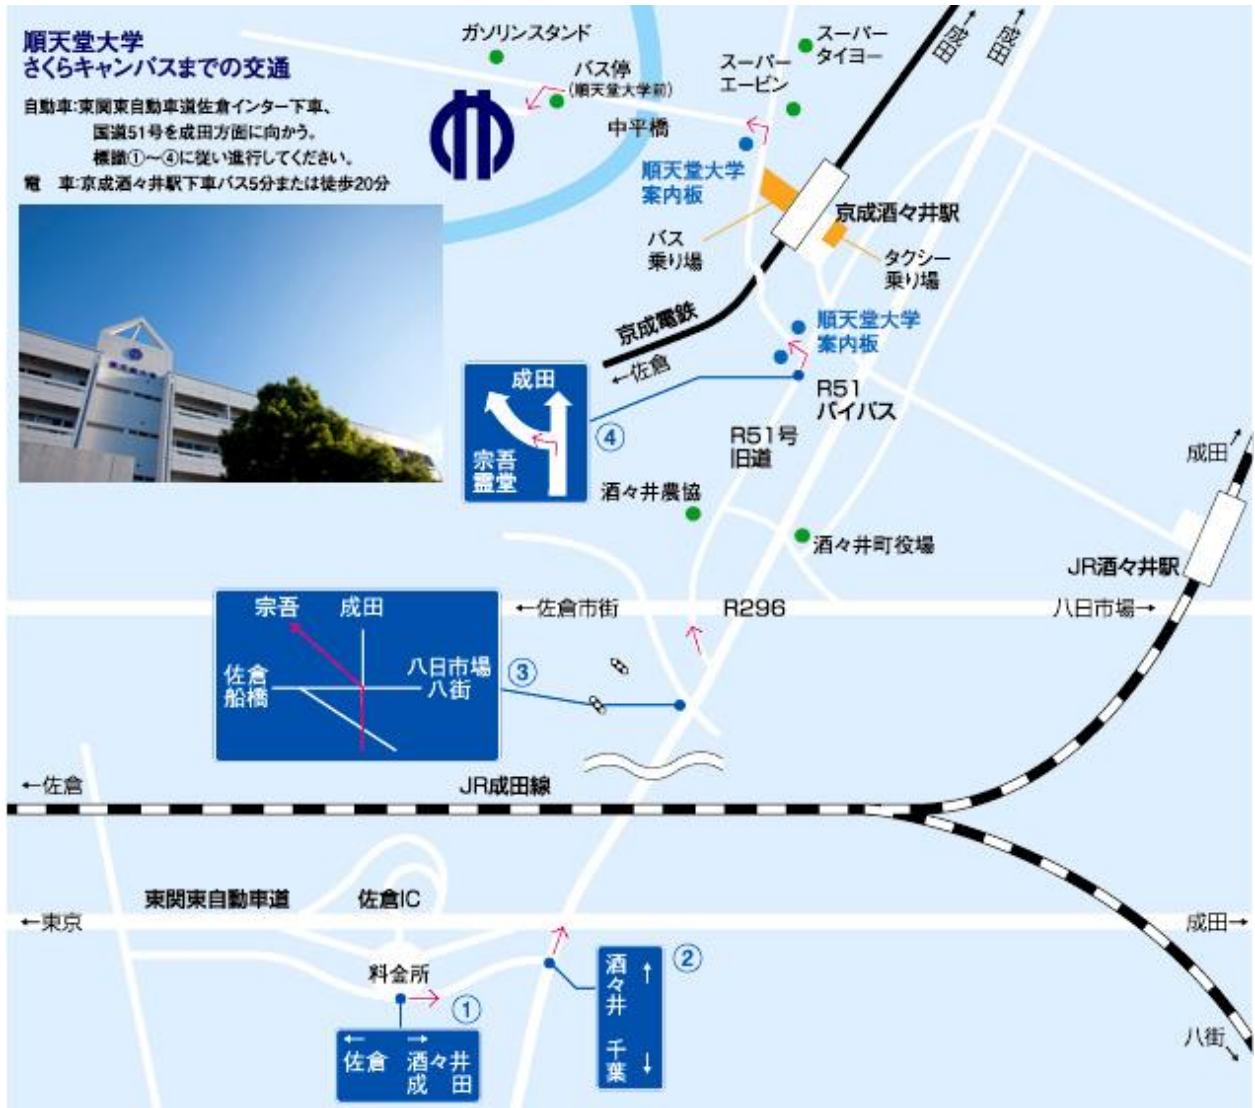 順天堂大学
さくらキャンパスまでの交通
自動車:東関東自動車道佐倉インター下車、
国道51号を成田方面に向かう。
標識①〜④に従い進行してください。
電　車:京成酒々井駅下車バス5分または徒歩20分
順天堂大学
ガソリンスタンド
バス停
(順天堂大学前)
中平橋
スーパー
タイヨー
スーパー
エービン
↗成田
↗成田
順天堂大学
案内板
バス
乗り場
京成酒々井駅
タクシー
乗り場
京成電鉄
←佐倉
順天堂大学
案内板
R51
バイパス
R51号
旧道
成田
宗吾
霊堂
④
酒々井農協
酒々井町役場
成田↗
JR酒々井駅
←佐倉市街
R296
八日市場→
宗吾
成田
佐倉
船橋
八日市場
八街
③
←佐倉
JR成田線
東関東自動車道
佐倉IC
←東京
成田→
料金所
①
← →
佐倉 酒々井
成 田
②
酒々井 ↑
千葉 ↓
八街↘